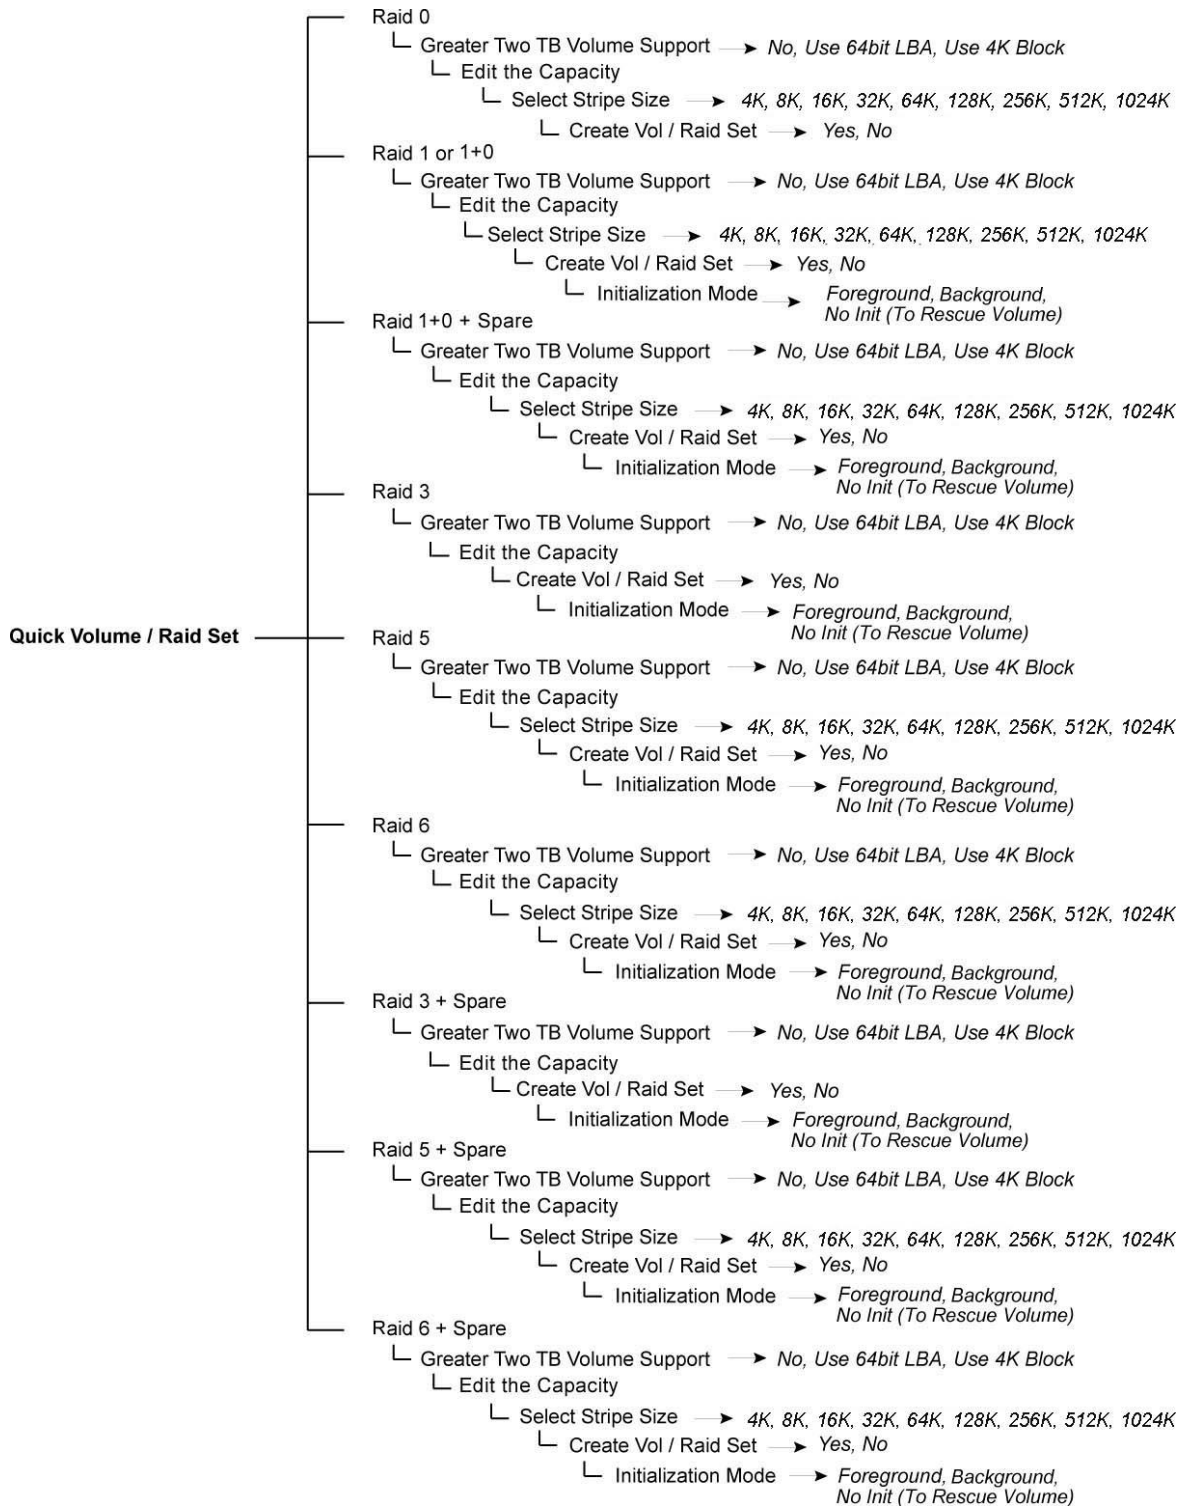 Raid 0
Greater Two TB Volume Support No, Use 64bit LBA, Use 4K Block
Edit the Capacity
Select Stripe Size 4K, 8K, 16K, 32K, 64K, 128K, 256K, 512K, 1024K
Create Vol / Raid Set Yes, No
Raid 1 or 1+0
Greater Two TB Volume Support No, Use 64bit LBA, Use 4K Block
Edit the Capacity
Select Stripe Size 4K, 8K, 16K, 32K, 64K, 128K, 256K, 512K, 1024K
Create Vol / Raid Set Yes, No
Initialization Mode Foreground, Background,
No Init (To Rescue Volume)
Raid 1+0 + Spare
Greater Two TB Volume Support No, Use 64bit LBA, Use 4K Block
Edit the Capacity
Select Stripe Size 4K, 8K, 16K, 32K, 64K, 128K, 256K, 512K, 1024K
Create Vol / Raid Set Yes, No
Initialization Mode Foreground, Background,
No Init (To Rescue Volume)
Raid 3
Greater Two TB Volume Support No, Use 64bit LBA, Use 4K Block
Edit the Capacity
Create Vol / Raid Set Yes, No
Initialization Mode Foreground, Background,
No Init (To Rescue Volume)
Quick Volume / Raid Set
Raid 5
Greater Two TB Volume Support No, Use 64bit LBA, Use 4K Block
Edit the Capacity
Select Stripe Size 4K, 8K, 16K, 32K, 64K, 128K, 256K, 512K, 1024K
Create Vol / Raid Set Yes, No
Initialization Mode Foreground, Background,
No Init (To Rescue Volume)
Raid 6
Greater Two TB Volume Support No, Use 64bit LBA, Use 4K Block
Edit the Capacity
Select Stripe Size 4K, 8K, 16K, 32K, 64K, 128K, 256K, 512K, 1024K
Create Vol / Raid Set Yes, No
Initialization Mode Foreground, Background,
No Init (To Rescue Volume)
Raid 3 + Spare
Greater Two TB Volume Support No, Use 64bit LBA, Use 4K Block
Edit the Capacity
Create Vol / Raid Set Yes, No
Initialization Mode Foreground, Background,
No Init (To Rescue Volume)
Raid 5 + Spare
Greater Two TB Volume Support No, Use 64bit LBA, Use 4K Block
Edit the Capacity
Select Stripe Size 4K, 8K, 16K, 32K, 64K, 128K, 256K, 512K, 1024K
Create Vol / Raid Set Yes, No
Initialization Mode Foreground, Background,
No Init (To Rescue Volume)
Raid 6 + Spare
Greater Two TB Volume Support No, Use 64bit LBA, Use 4K Block
Edit the Capacity
Select Stripe Size 4K, 8K, 16K, 32K, 64K, 128K, 256K, 512K, 1024K
Create Vol / Raid Set Yes, No
Initialization Mode Foreground, Background,
No Init (To Rescue Volume)